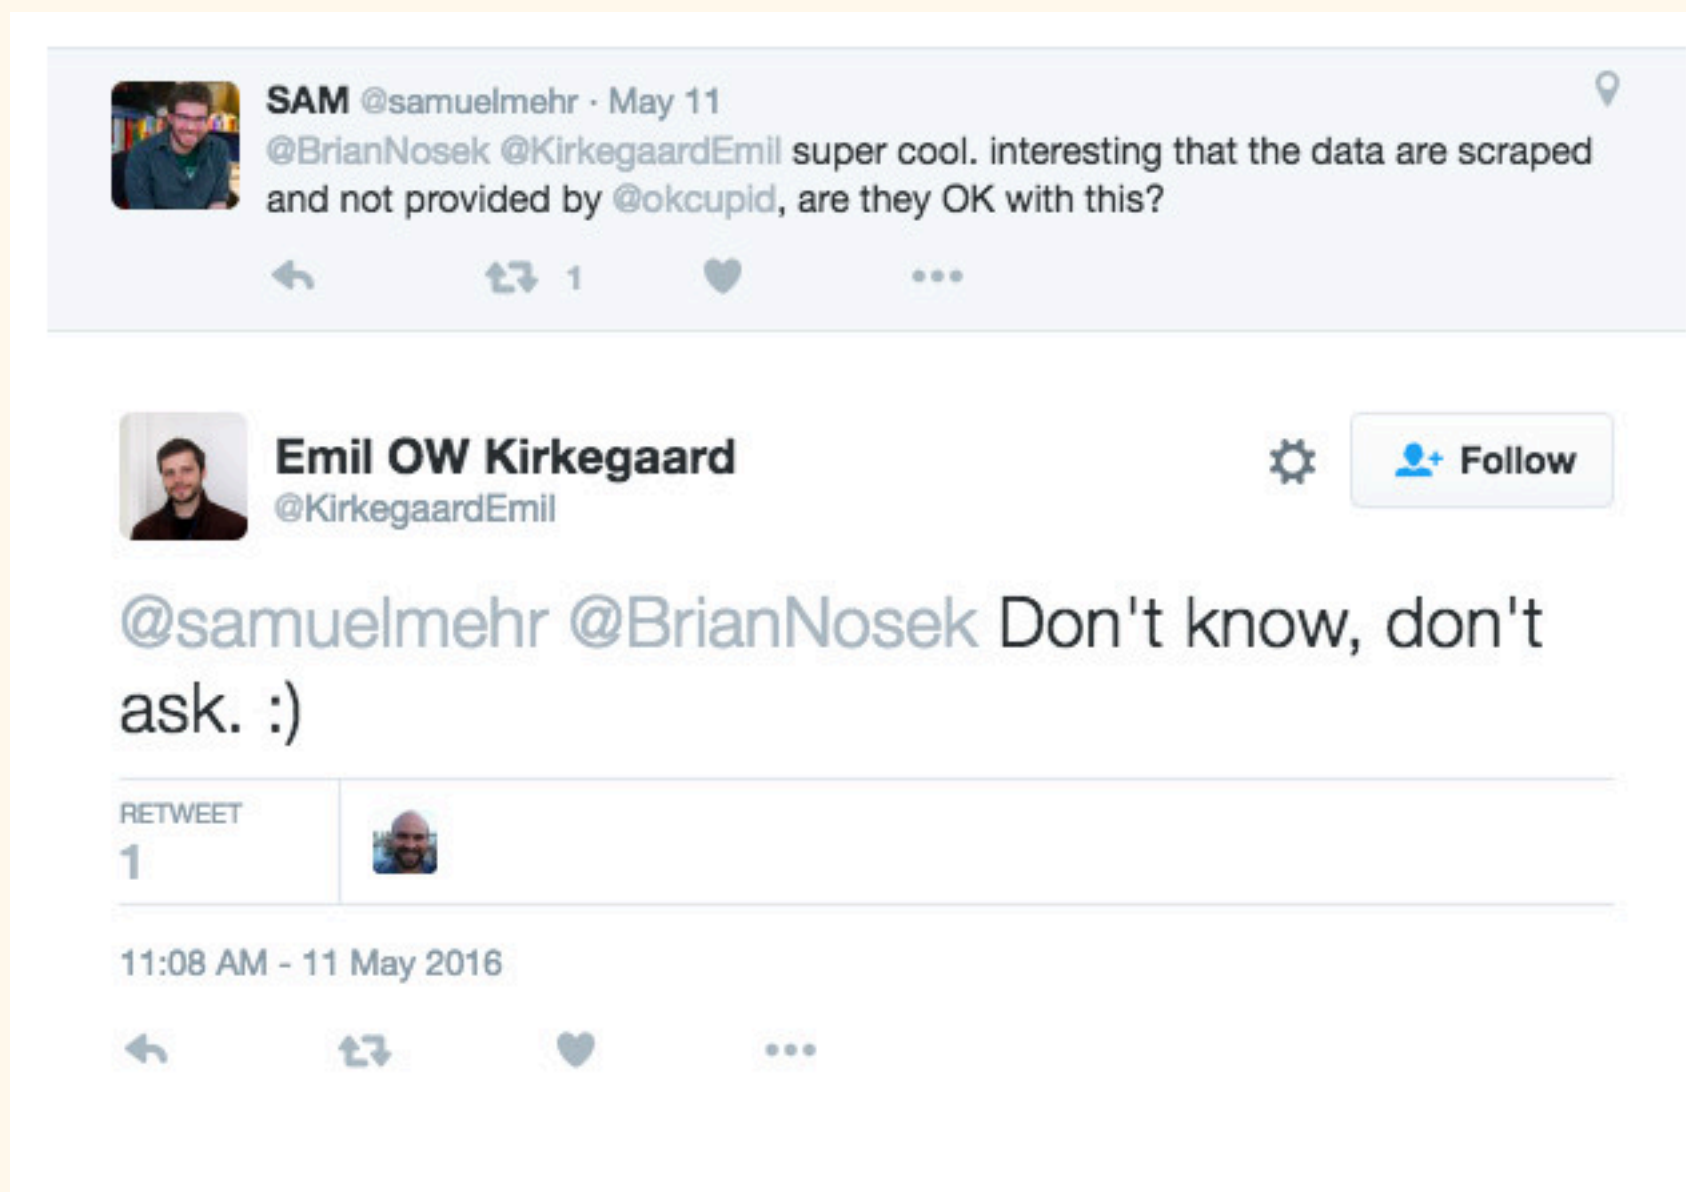 SAM @samuelmehr · May 11
@BrianNosek @KirkegaardEmil super cool. interesting that the data are scraped
and not provided by @okcupid, are they OK with this?
1
Emil OW Kirkegaard
@KirkegaardEmil
Follow
@samuelmehr @BrianNosek Don't know, don't
ask. :)
RETWEET
1
11:08 AM - 11 May 2016